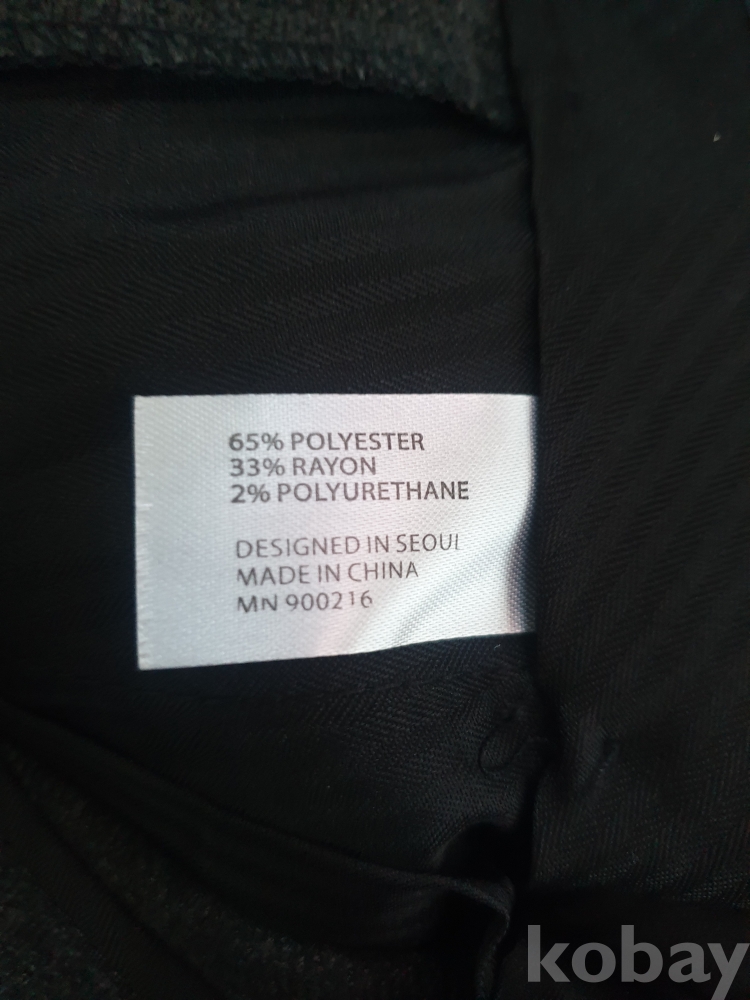 65% POLYESTER
33% RAYON
2% POLYURETHANE
DESIGNED IN SEOUL
MADE IN CHINA
MN 900216
kobay